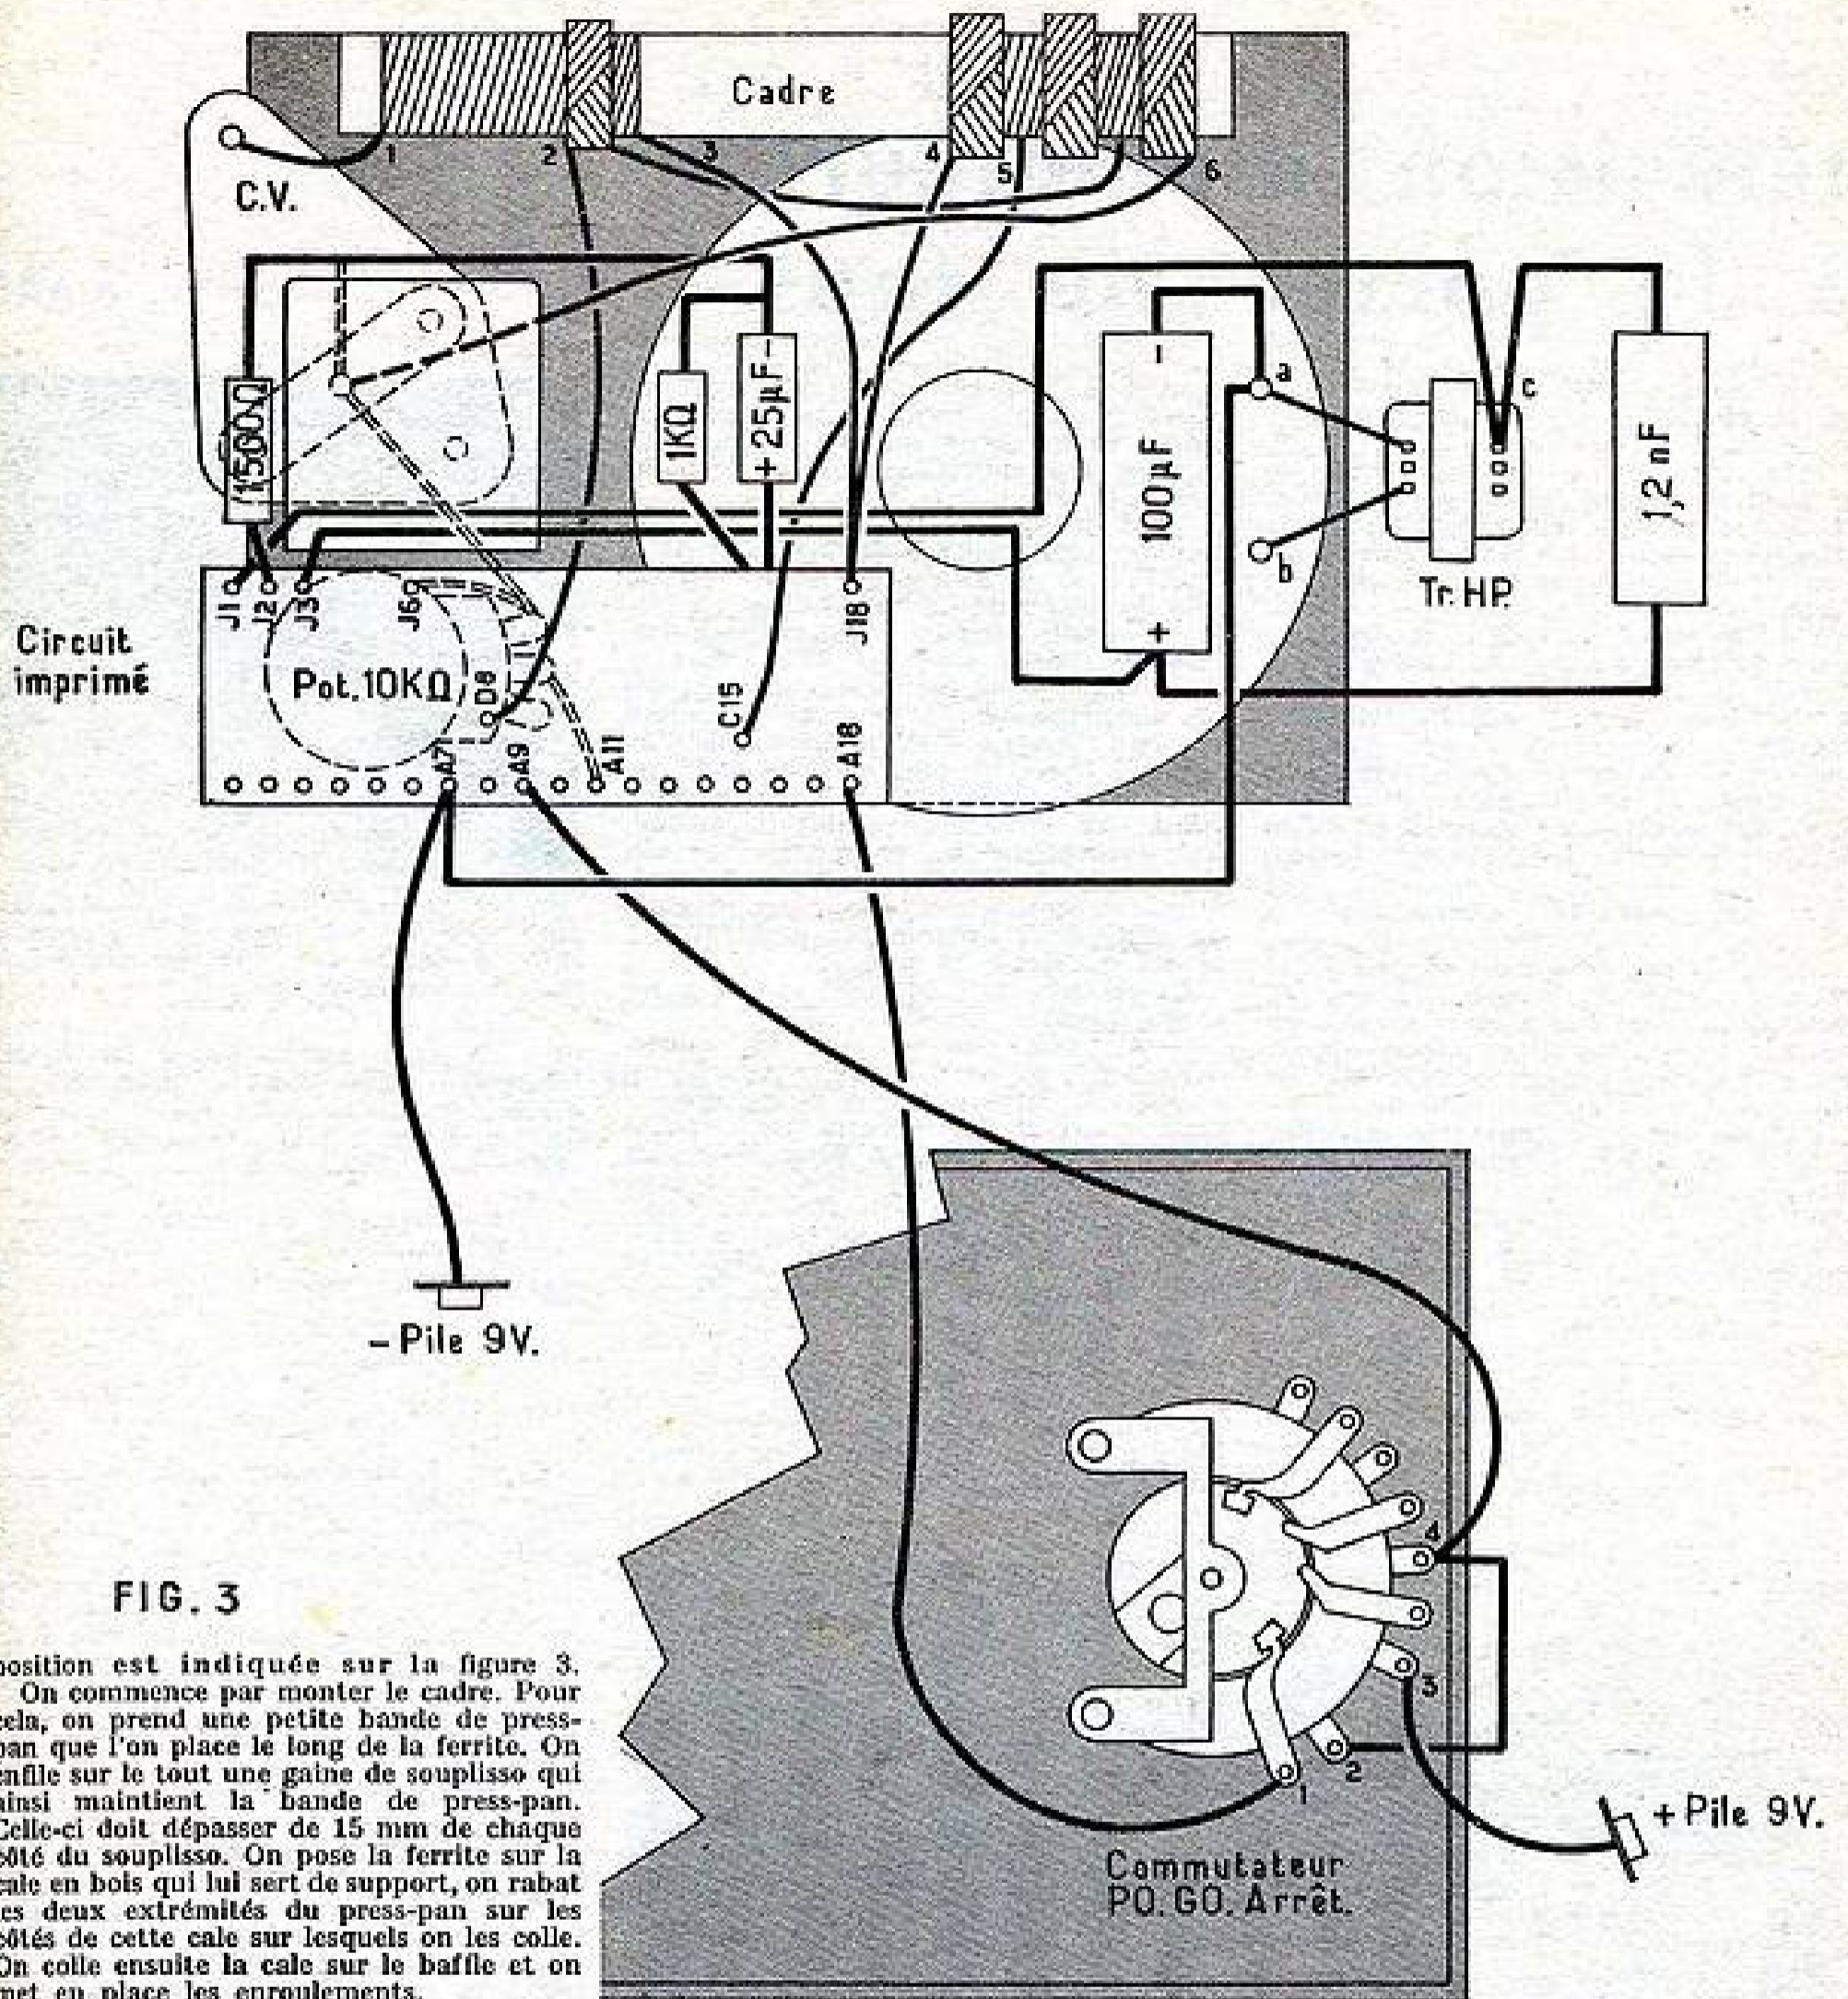 Cadre
1
2
3
4
5
6
C.V.
150Ω
1KΩ
+ 25µF -
- 100µF +
a
b
c
1,2 nF
Tr. HP.
Circuit
imprimé
J1
J2
J3
J6
J18
Pot. 10KΩ
D8
C15
A7
A9
A11
A18
- Pile 9V.
4
3
2
1
+ Pile 9V.
Commutateur
PO. GO. Arrêt.
FIG. 3
position est indiquée sur la figure 3.
On commence par monter le cadre. Pour
cela, on prend une petite bande de press-
pan que l'on place le long de la ferrite. On
enfile sur le tout une gaine de souplisso qui
ainsi maintient la bande de press-pan.
Celle-ci doit dépasser de 15 mm de chaque
côté du souplisso. On pose la ferrite sur la
cale en bois qui lui sert de support, on rabat
les deux extrémités du press-pan sur les
côtés de cette cale sur lesquels on les colle.
On colle ensuite la cale sur le baffle et on
met en place les enroulements.